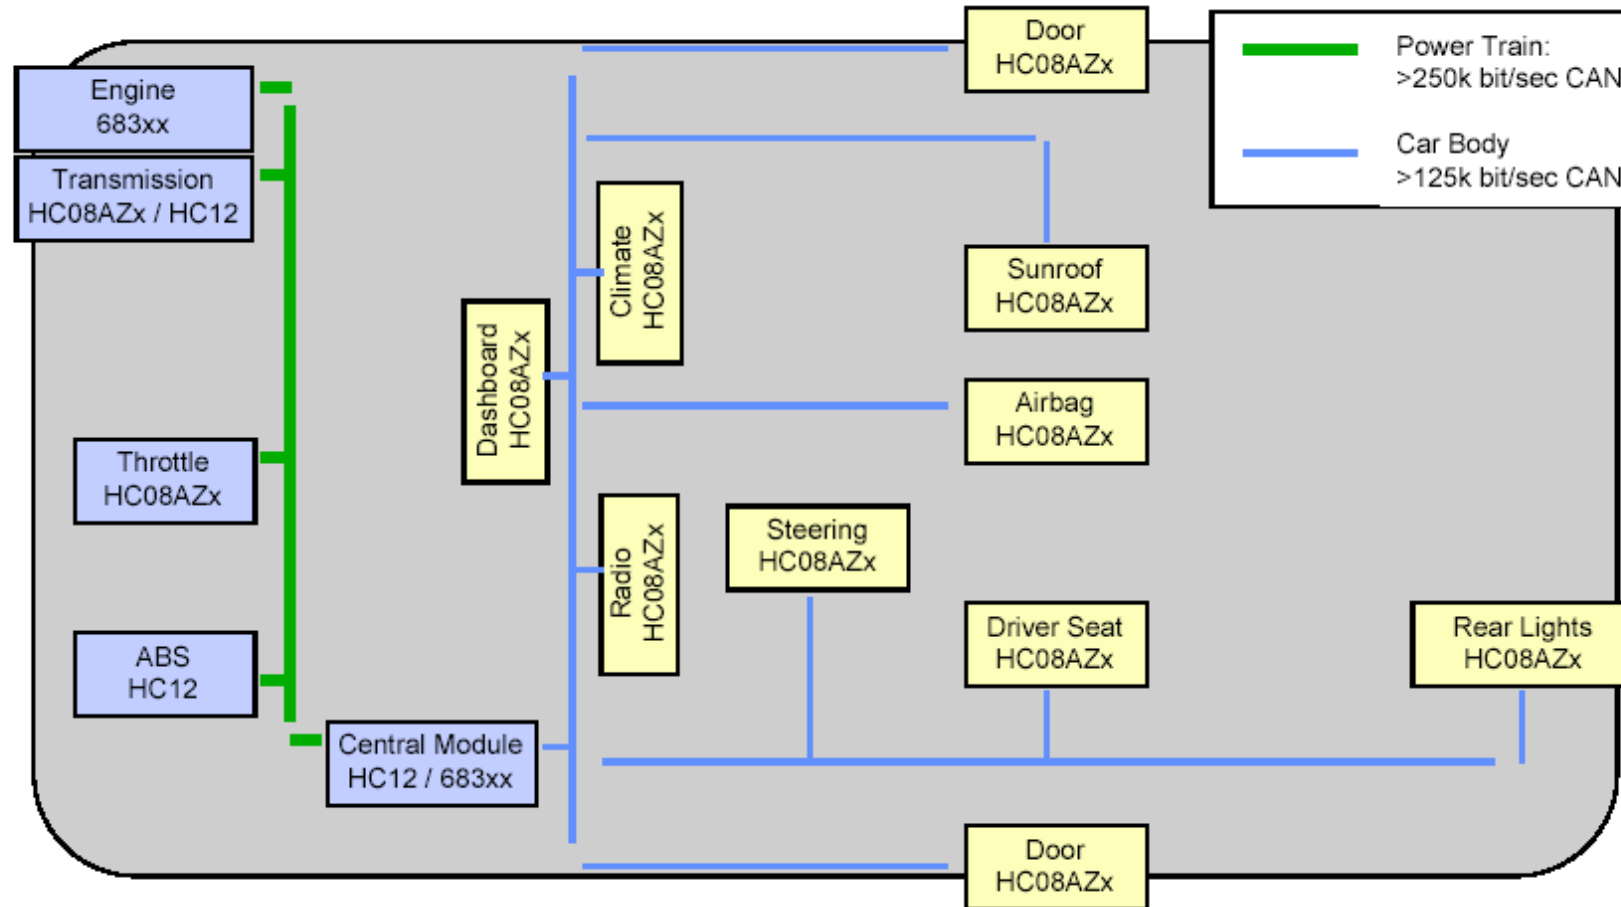 Door
HC08AZx
Power Train:
>250k bit/sec CAN
Car Body
>125k bit/sec CAN
Engine
683xx
Transmission
HC08AZx / HC12
Climate
HC08AZx
Sunroof
HC08AZx
Dashboard
HC08AZx
Airbag
HC08AZx
Throttle
HC08AZx
Radio
HC08AZx
Steering
HC08AZx
ABS
HC12
Driver Seat
HC08AZx
Rear Lights
HC08AZx
Central Module
HC12 / 683xx
Door
HC08AZx